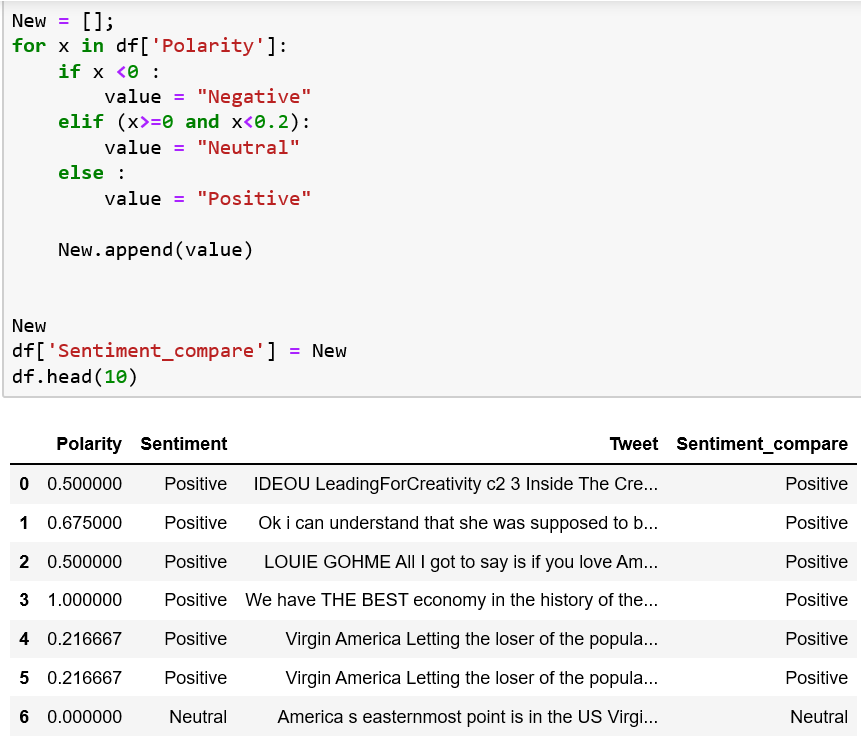 New = [];
for x in df['Polarity']:
    if x <0 :
        value = "Negative"
    elif (x>=0 and x<0.2):
        value = "Neutral"
    else :
        value = "Positive"
    New.append(value)
New
df['Sentiment_compare'] = New
df.head(10)
Polarity Sentiment Tweet Sentiment_compare
0 0.500000 Positive IDEOU LeadingForCreativity c2 3 Inside The Cre... Positive
1 0.675000 Positive Ok i can understand that she was supposed to b... Positive
2 0.500000 Positive LOUIE GOHME All I got to say is if you love Am... Positive
3 1.000000 Positive We have THE BEST economy in the history of the... Positive
4 0.216667 Positive Virgin America Letting the loser of the popula... Positive
5 0.216667 Positive Virgin America Letting the loser of the popula... Positive
6 0.000000 Neutral America s easternmost point is in the US Virgi... Neutral